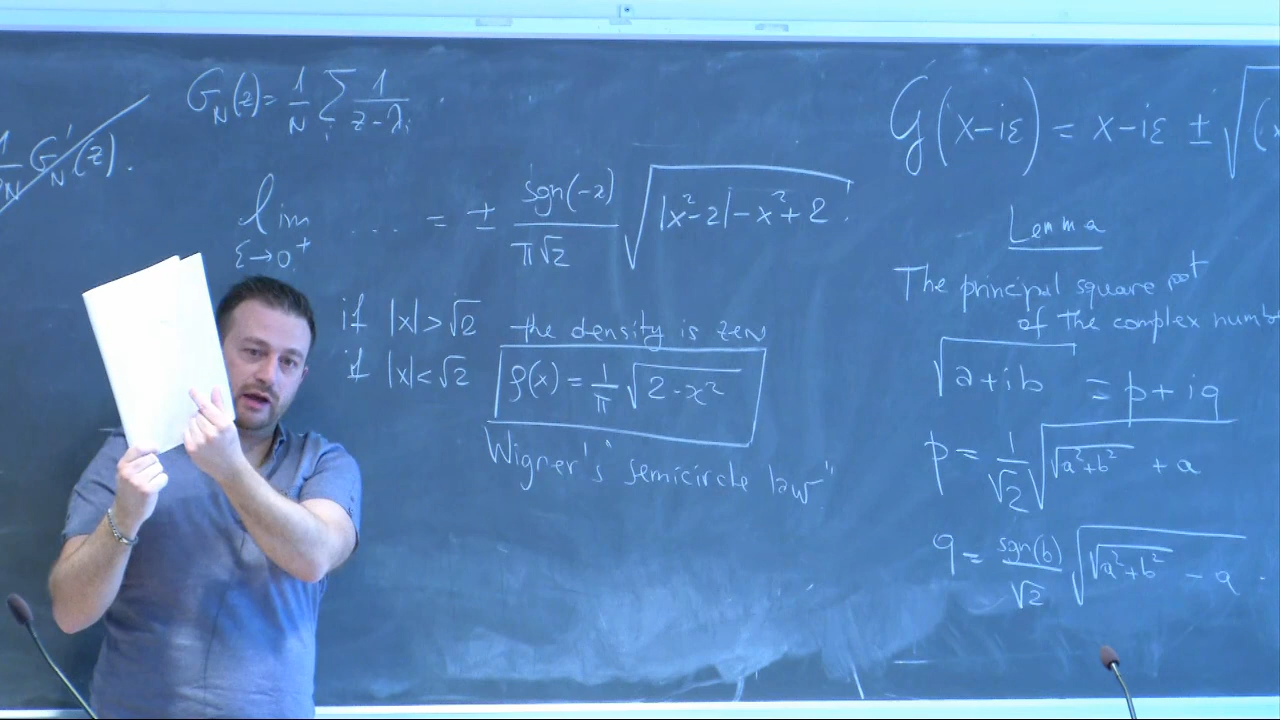 G_N(z) = 1/N Σ_i 1/(z-λ_i) .
1/N G'_N(z) .
lim ε→0⁺ .... = ± sgn(-x)/(π√2) √(|x²-2| - x² + 2) .
if |x| > √2 the density is zero
if |x| < √2 ρ(x) = 1/π √(2-x²)
Wigner's "semicircle law"
G(x-iε) = x-iε ± √((x
Lemma
The principal square root
of the complex numb
√(a+ib) = p+iq
p = 1/√2 √(√(a²+b²) + a)
q = sgn(b)/√2 √(√(a²+b²) - a) .